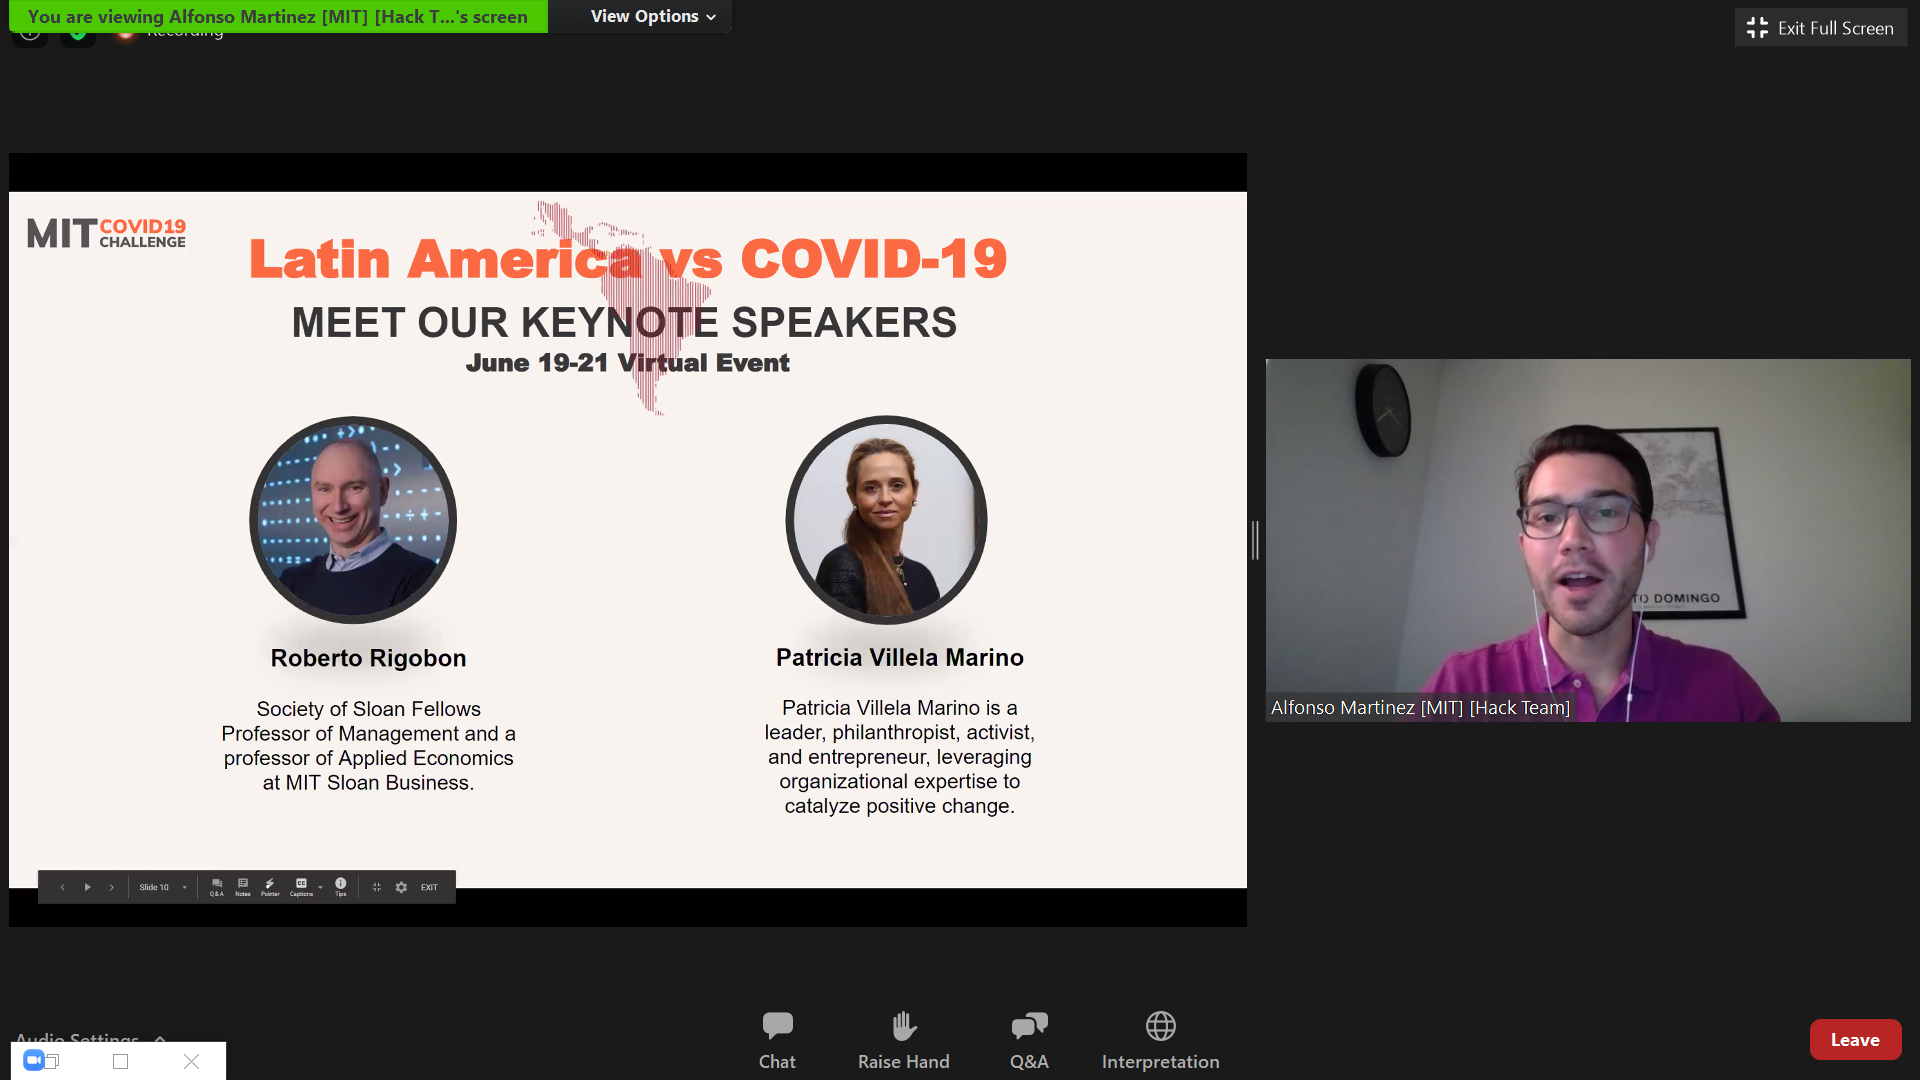 You are viewing Alfonso Martinez [MIT] [Hack T...'s screen
View Options
Recording
Exit Full Screen
MIT COVID19
CHALLENGE
Latin America vs COVID-19
MEET OUR KEYNOTE SPEAKERS
June 19-21 Virtual Event
Roberto Rigobon
Society of Sloan Fellows
Professor of Management and a
professor of Applied Economics
at MIT Sloan Business.
Patricia Villela Marino
Patricia Villela Marino is a
leader, philanthropist, activist,
and entrepreneur, leveraging
organizational expertise to
catalyze positive change.
TO DOMINGO
Alfonso Martinez [MIT] [Hack Team]
Slide 10
Q&A
Notes
Pointer
Captions
Tips
EXIT
Audio Settings
Chat
Raise Hand
Q&A
Interpretation
Leave